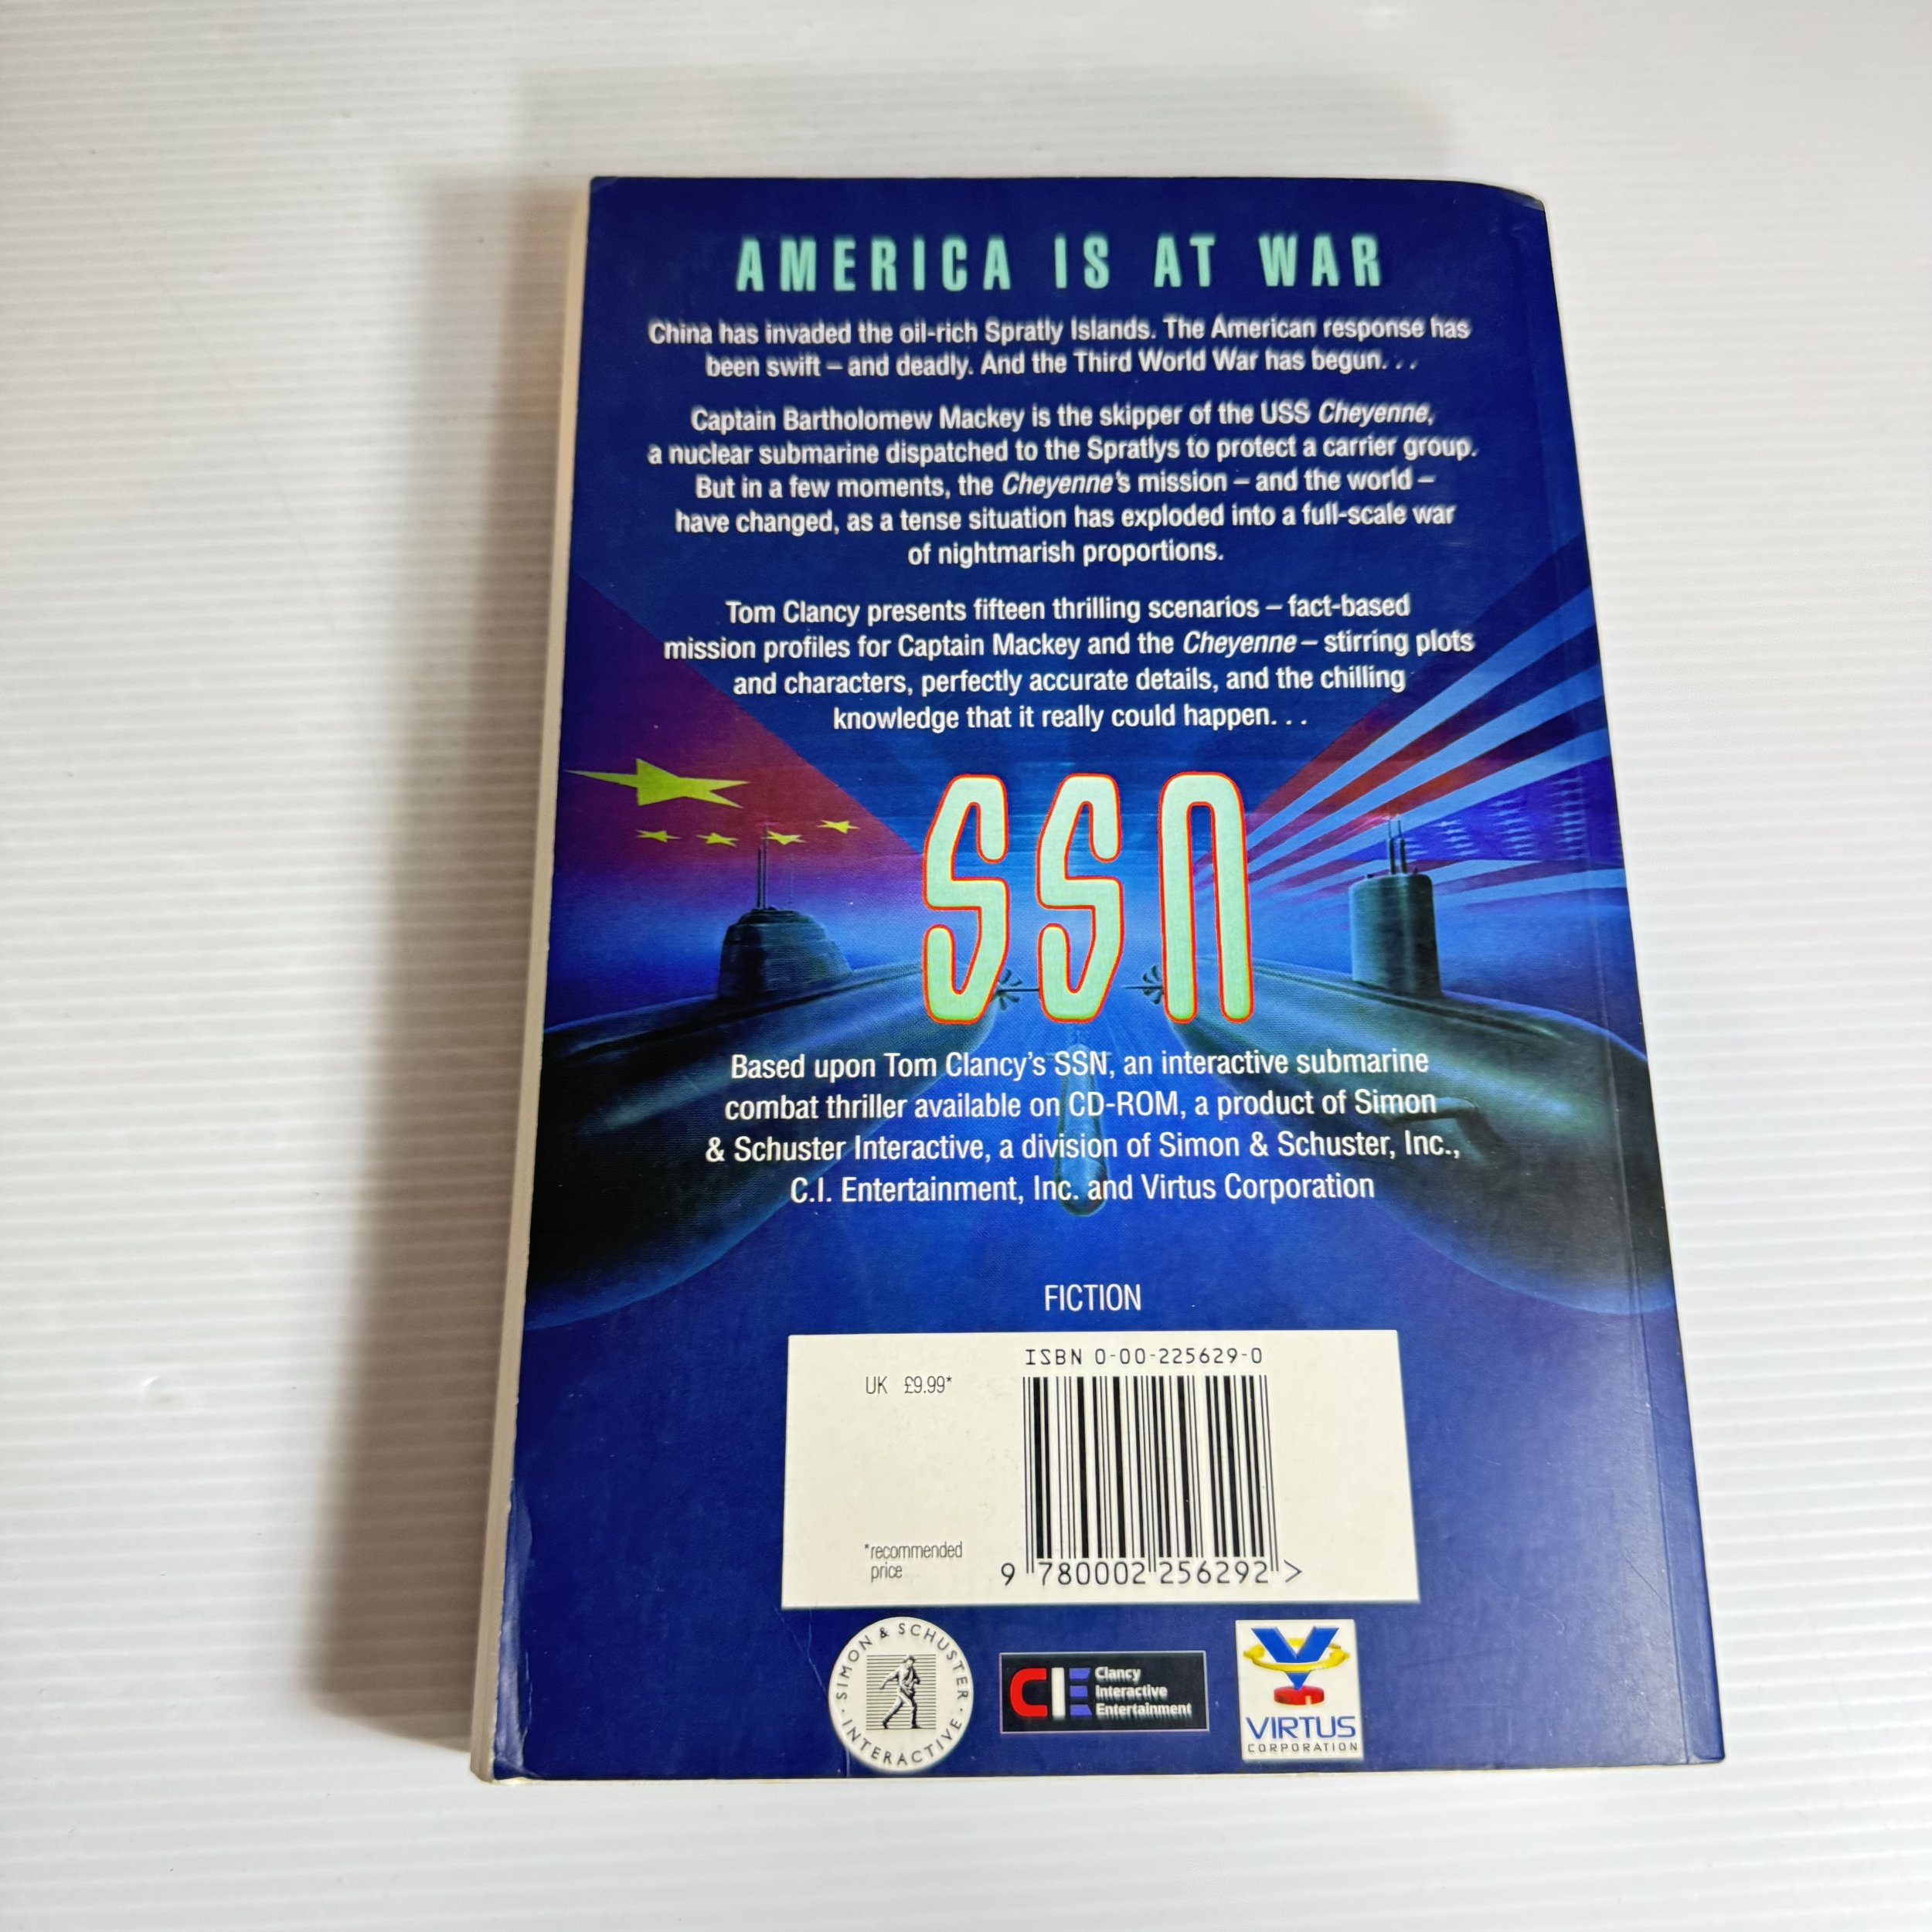 AMERICA IS AT WAR
China has invaded the oil-rich Spratly Islands. The American response has
been swift – and deadly. And the Third World War has begun. . .
Captain Bartholomew Mackey is the skipper of the USS Cheyenne,
a nuclear submarine dispatched to the Spratlys to protect a carrier group.
But in a few moments, the Cheyenne's mission – and the world –
have changed, as a tense situation has exploded into a full-scale war
of nightmarish proportions.
Tom Clancy presents fifteen thrilling scenarios – fact-based
mission profiles for Captain Mackey and the Cheyenne – stirring plots
and characters, perfectly accurate details, and the chilling
knowledge that it really could happen. . .
SSN
Based upon Tom Clancy's SSN, an interactive submarine
combat thriller available on CD-ROM, a product of Simon
& Schuster Interactive, a division of Simon & Schuster, Inc.,
C.I. Entertainment, Inc. and Virtus Corporation
FICTION
ISBN 0-00-225629-0
UK £9.99*
*recommended
price
9 780002 256292 >
SIMON & SCHUSTER · INTERACTIVE ·
CIE Clancy
Interactive
Entertainment
V
VIRTUS
CORPORATION